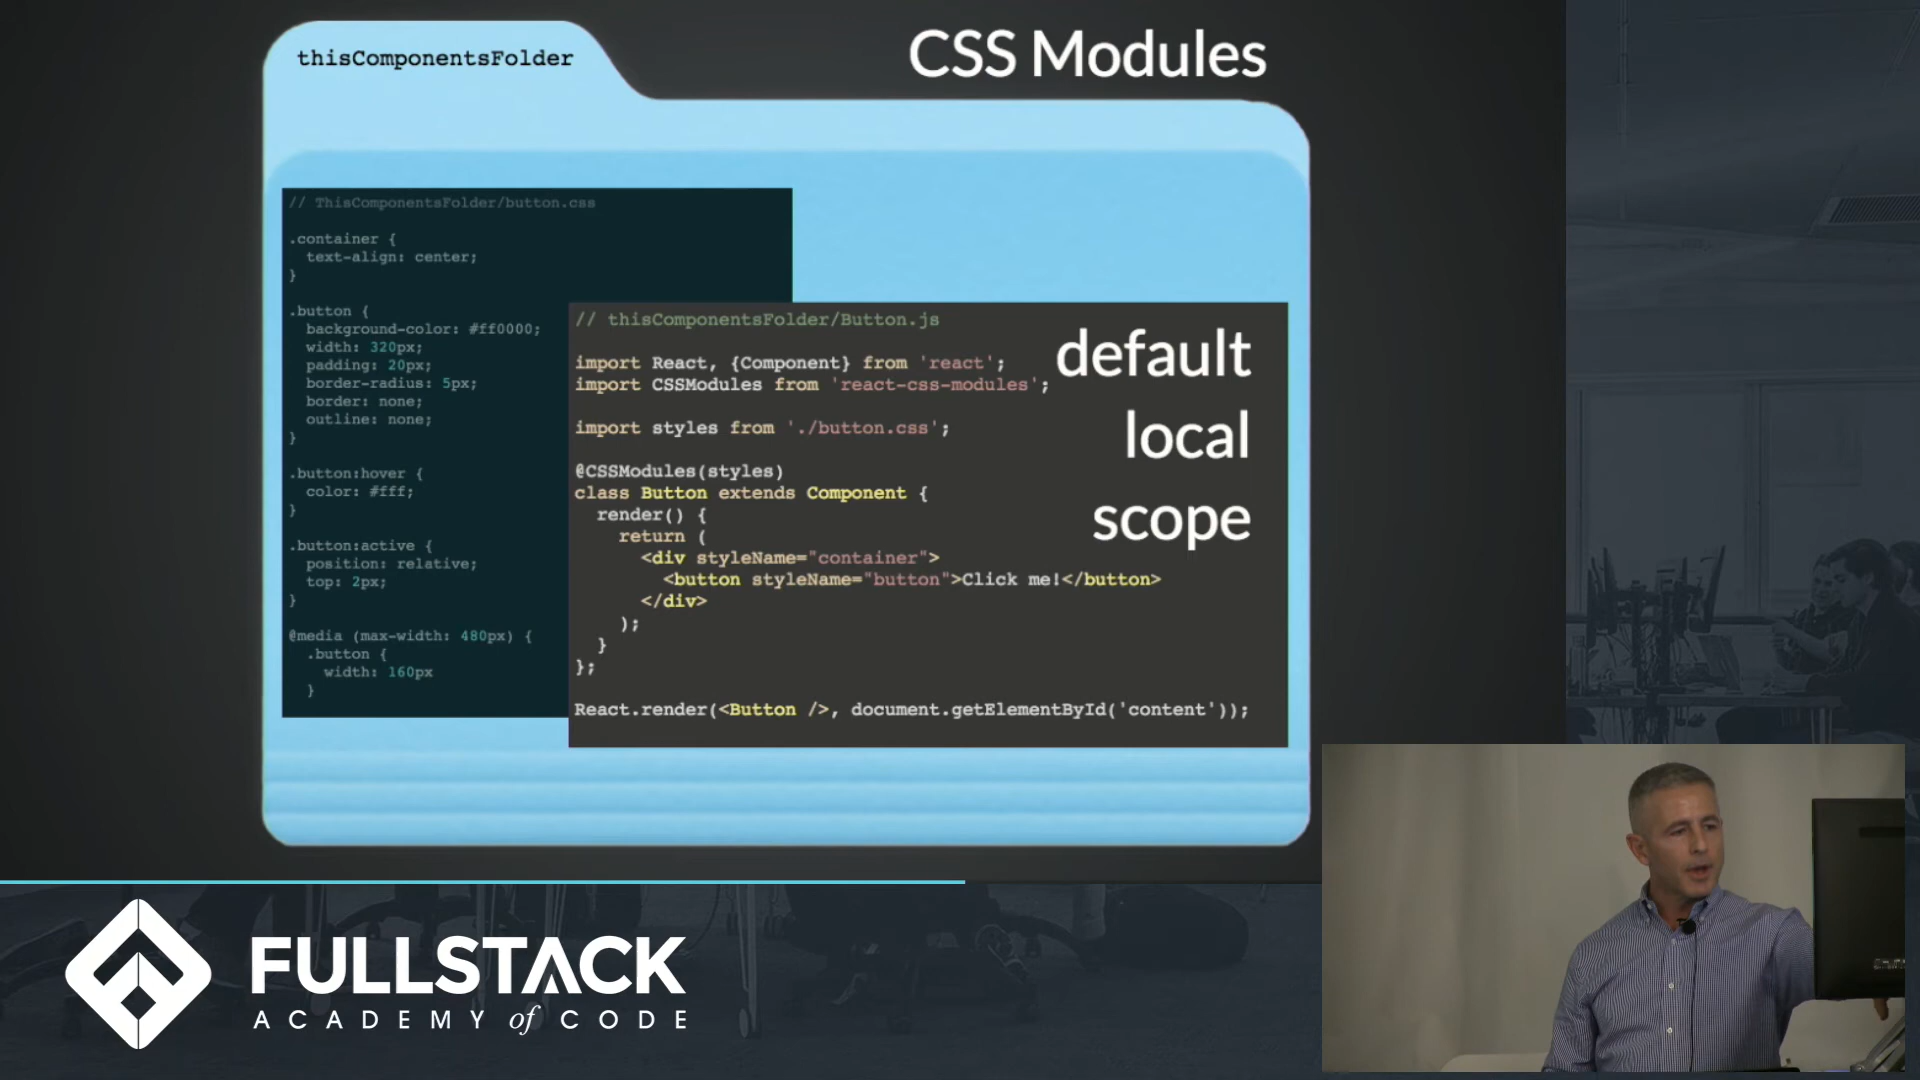 thisComponentsFolder
CSS Modules
// ThisComponentsFolder/button.css
.container {
text-align: center;
}
.button {
background-color: #ff0000;
width: 320px;
padding: 20px;
border-radius: 5px;
border: none;
outline: none;
}
.button:hover {
color: #fff;
}
.button:active {
position: relative;
top: 2px;
}
@media (max-width: 480px) {
.button {
width: 160px
}
// thisComponentsFolder/Button.js
import React, {Component} from 'react';
import CSSModules from 'react-css-modules';
import styles from './button.css';
@CSSModules(styles)
class Button extends Component {
render() {
return (
<div styleName="container">
<button styleName="button">Click me!</button>
</div>
);
}
};
React.render(<Button />, document.getElementById('content'));
default
local
scope
FULLSTACK
ACADEMY of CODE